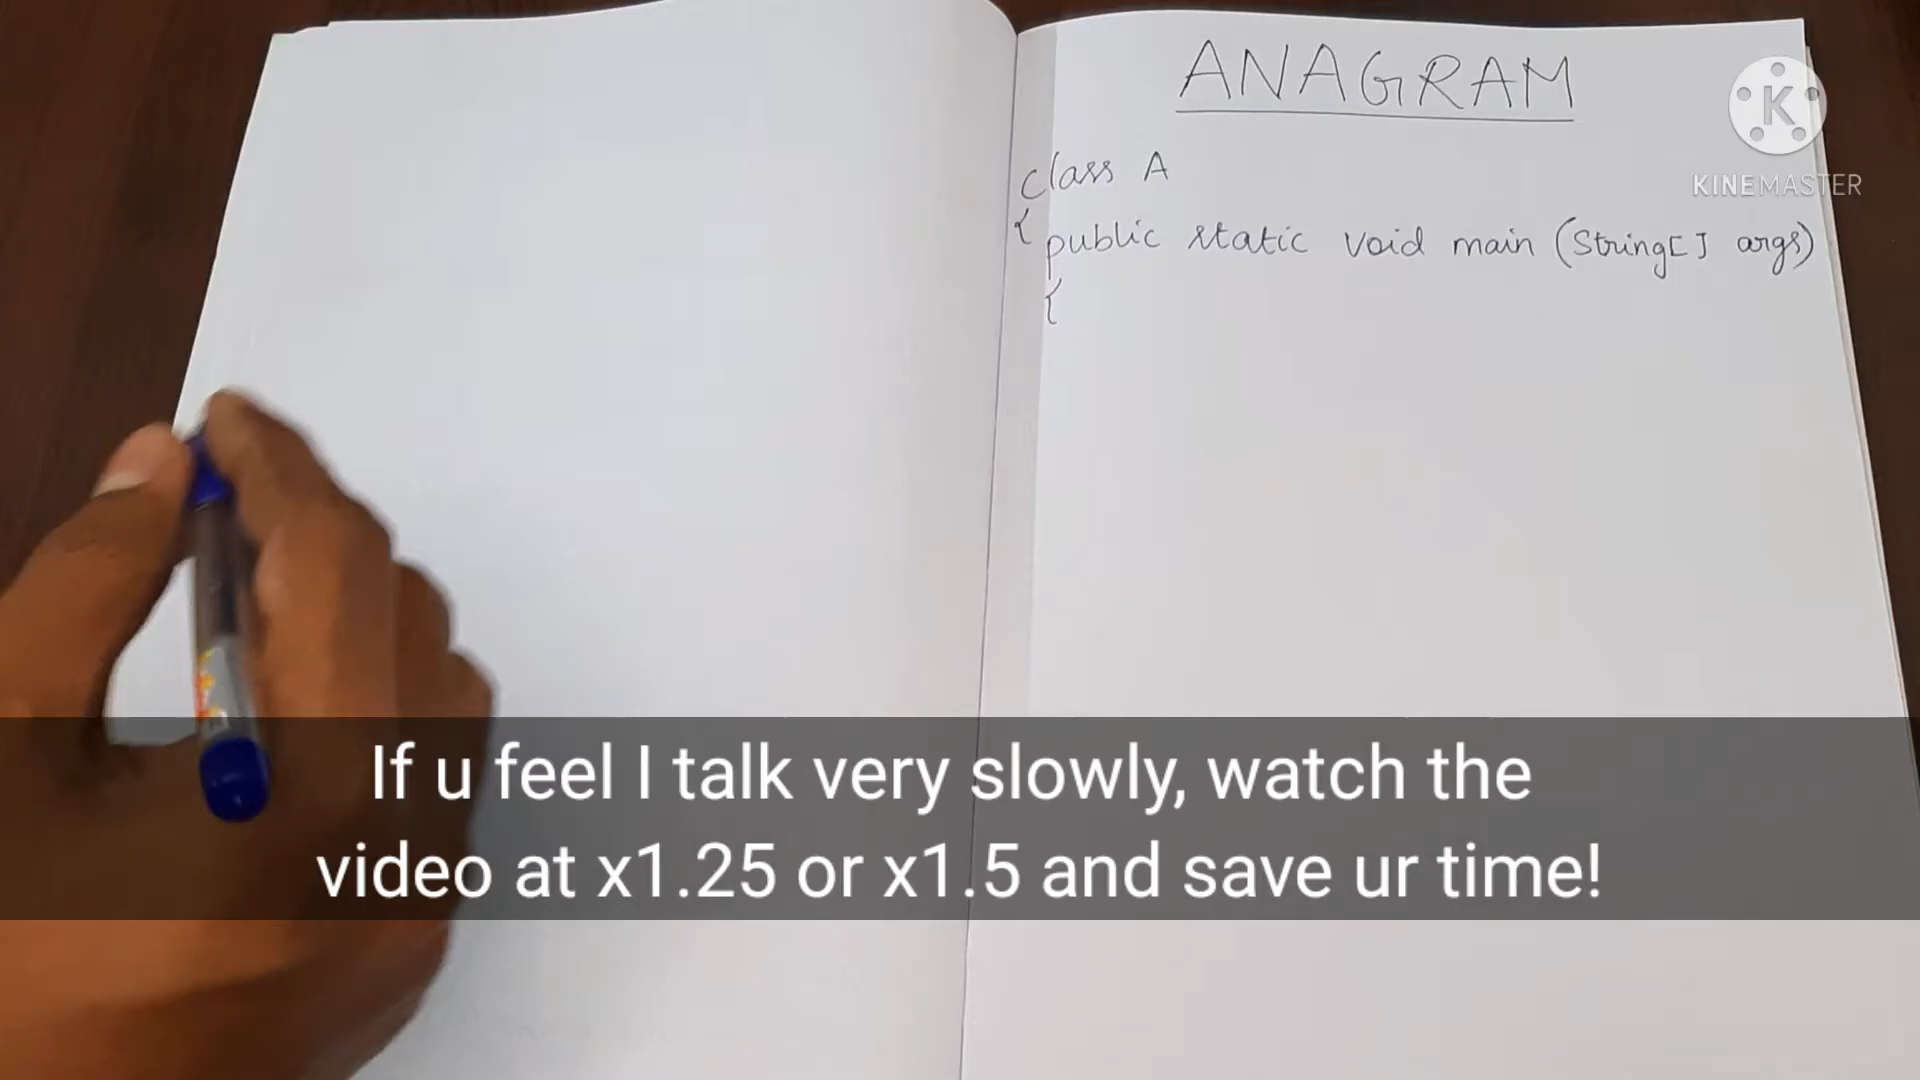 ANAGRAM
K
KINEMASTER
class A
{
public static void main (String[] args)
{
If u feel I talk very slowly, watch the
video at x1.25 or x1.5 and save ur time!